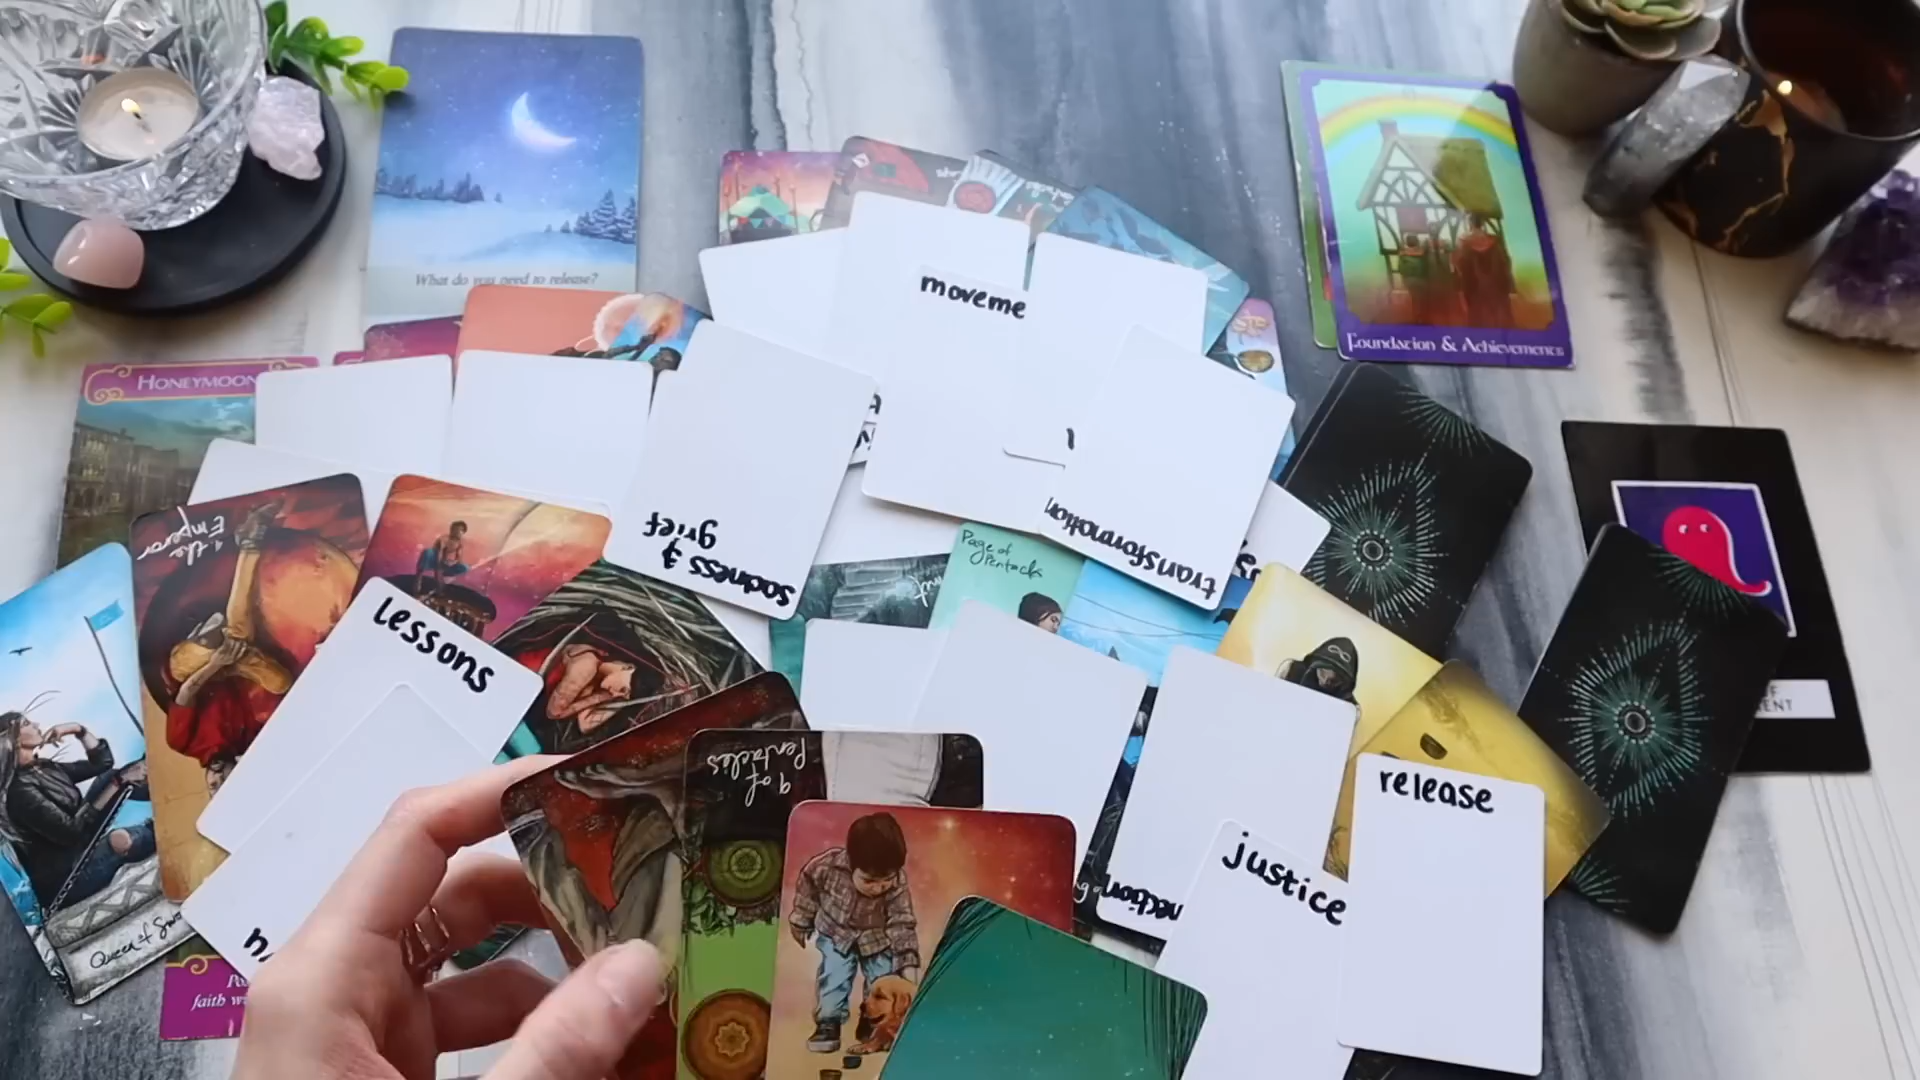 What do you need to release?
moveme
Foundation & Achievements
HONEYMOON
transformation
sadness &
grief
4 the
Emperor
Page of
Pentacles
lessons
9 of
Pentacles
release
justice
Queen of
faith